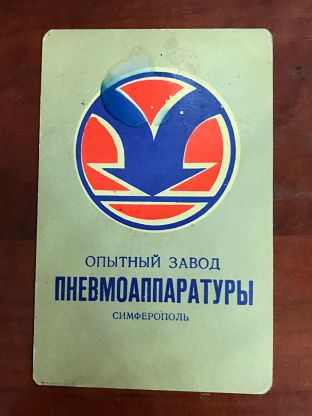 ОПЫТНЫЙ ЗАВОД
ПНЕВМОАППАРАТУРЫ
СИМФЕРОПОЛЬ